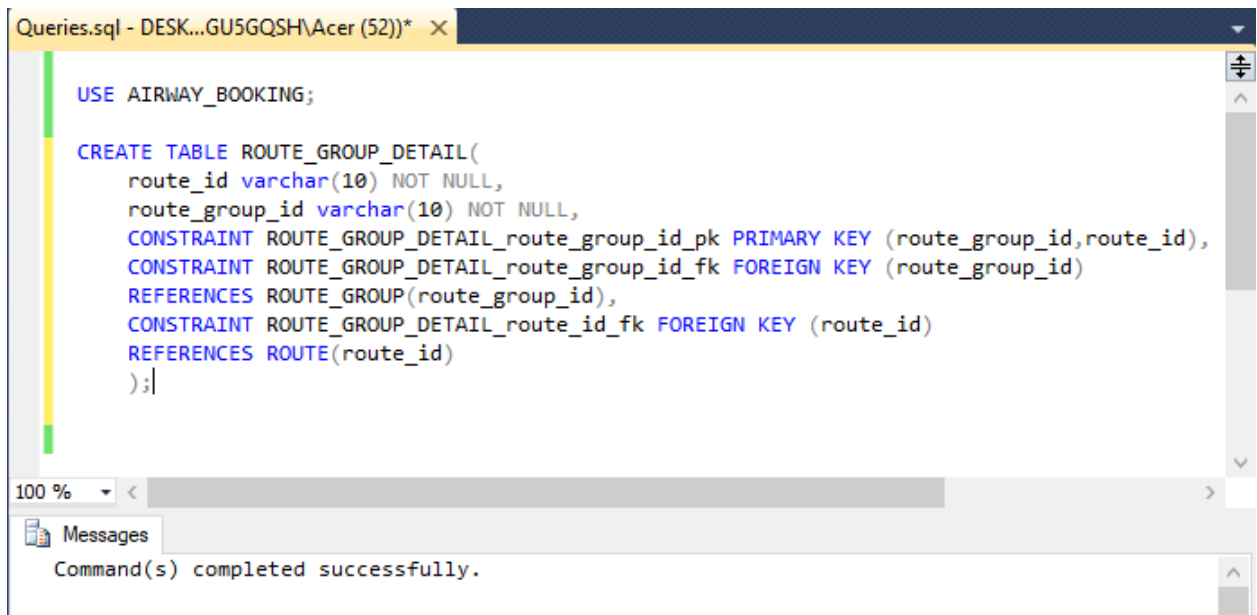 Queries.sql - DESK...GU5GQSH\Acer (52))*
USE AIRWAY_BOOKING;
CREATE TABLE ROUTE_GROUP_DETAIL(
route_id varchar(10) NOT NULL,
route_group_id varchar(10) NOT NULL,
CONSTRAINT ROUTE_GROUP_DETAIL_route_group_id_pk PRIMARY KEY (route_group_id,route_id),
CONSTRAINT ROUTE_GROUP_DETAIL_route_group_id_fk FOREIGN KEY (route_group_id)
REFERENCES ROUTE_GROUP(route_group_id),
CONSTRAINT ROUTE_GROUP_DETAIL_route_id_fk FOREIGN KEY (route_id)
REFERENCES ROUTE(route_id)
);
100 %
Messages
Command(s) completed successfully.